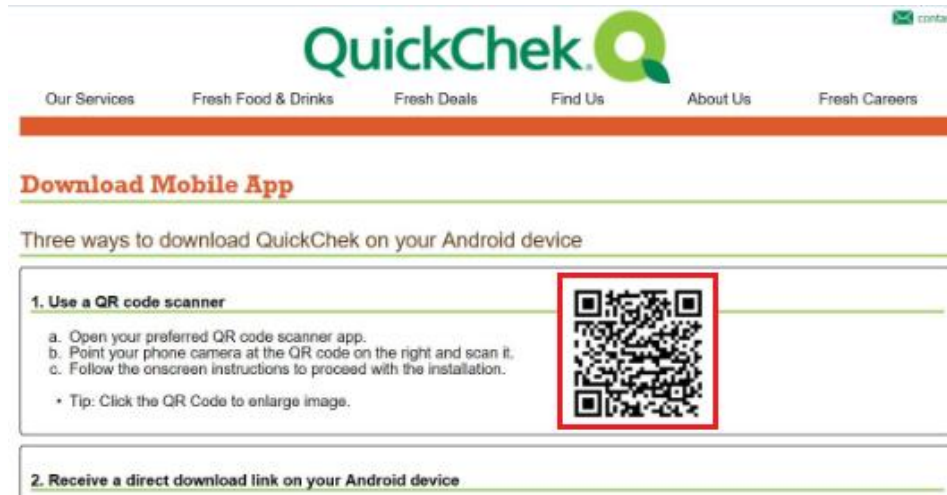 conta
QuickChek.
Our Services Fresh Food & Drinks Fresh Deals Find Us About Us Fresh Careers
Download Mobile App
Three ways to download QuickChek on your Android device
1. Use a QR code scanner
a. Open your preferred QR code scanner app.
b. Point your phone camera at the QR code on the right and scan it.
c. Follow the onscreen instructions to proceed with the installation.
• Tip: Click the QR Code to enlarge image.
2. Receive a direct download link on your Android device